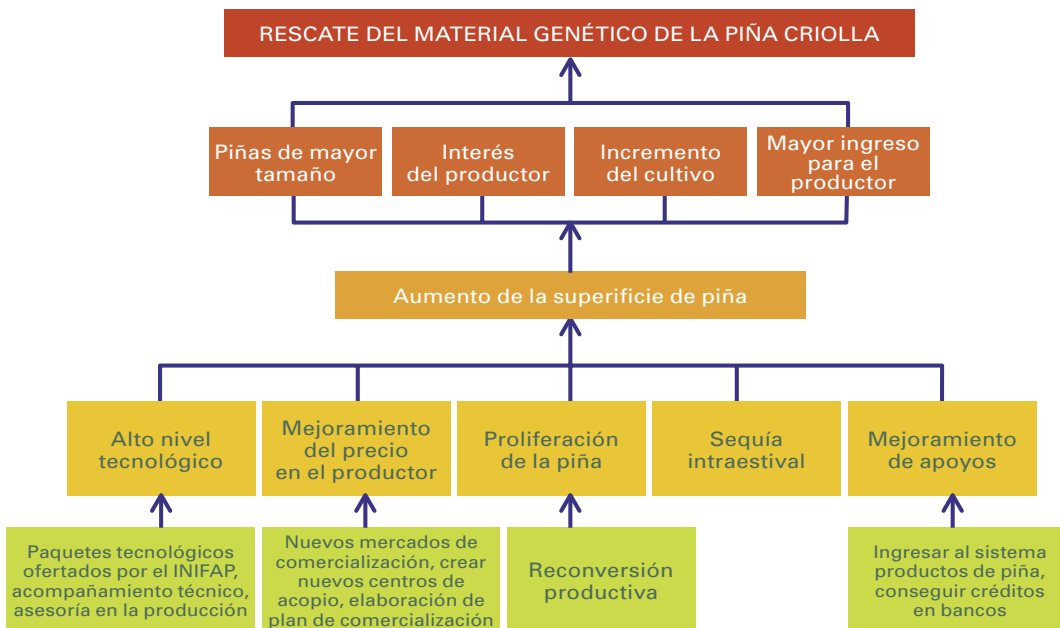 RESCATE DEL MATERIAL GENÉTICO DE LA PIÑA CRIOLLA
Piñas de mayor
tamaño
Interés
del productor
Incremento
del cultivo
Mayor ingreso
para el
productor
Aumento de la superificie de piña
Alto nivel
tecnológico
Mejoramiento
del precio
en el productor
Proliferación
de la piña
Sequía
intraestival
Mejoramiento
de apoyos
Paquetes tecnológicos
ofertados por el INIFAP,
acompañamiento técnico,
asesoría en la producción
Nuevos mercados de
comercialización, crear
nuevos centros de
acopio, elaboración de
plan de comercialización
Reconversión
productiva
Ingresar al sistema
productos de piña,
conseguir créditos
en bancos